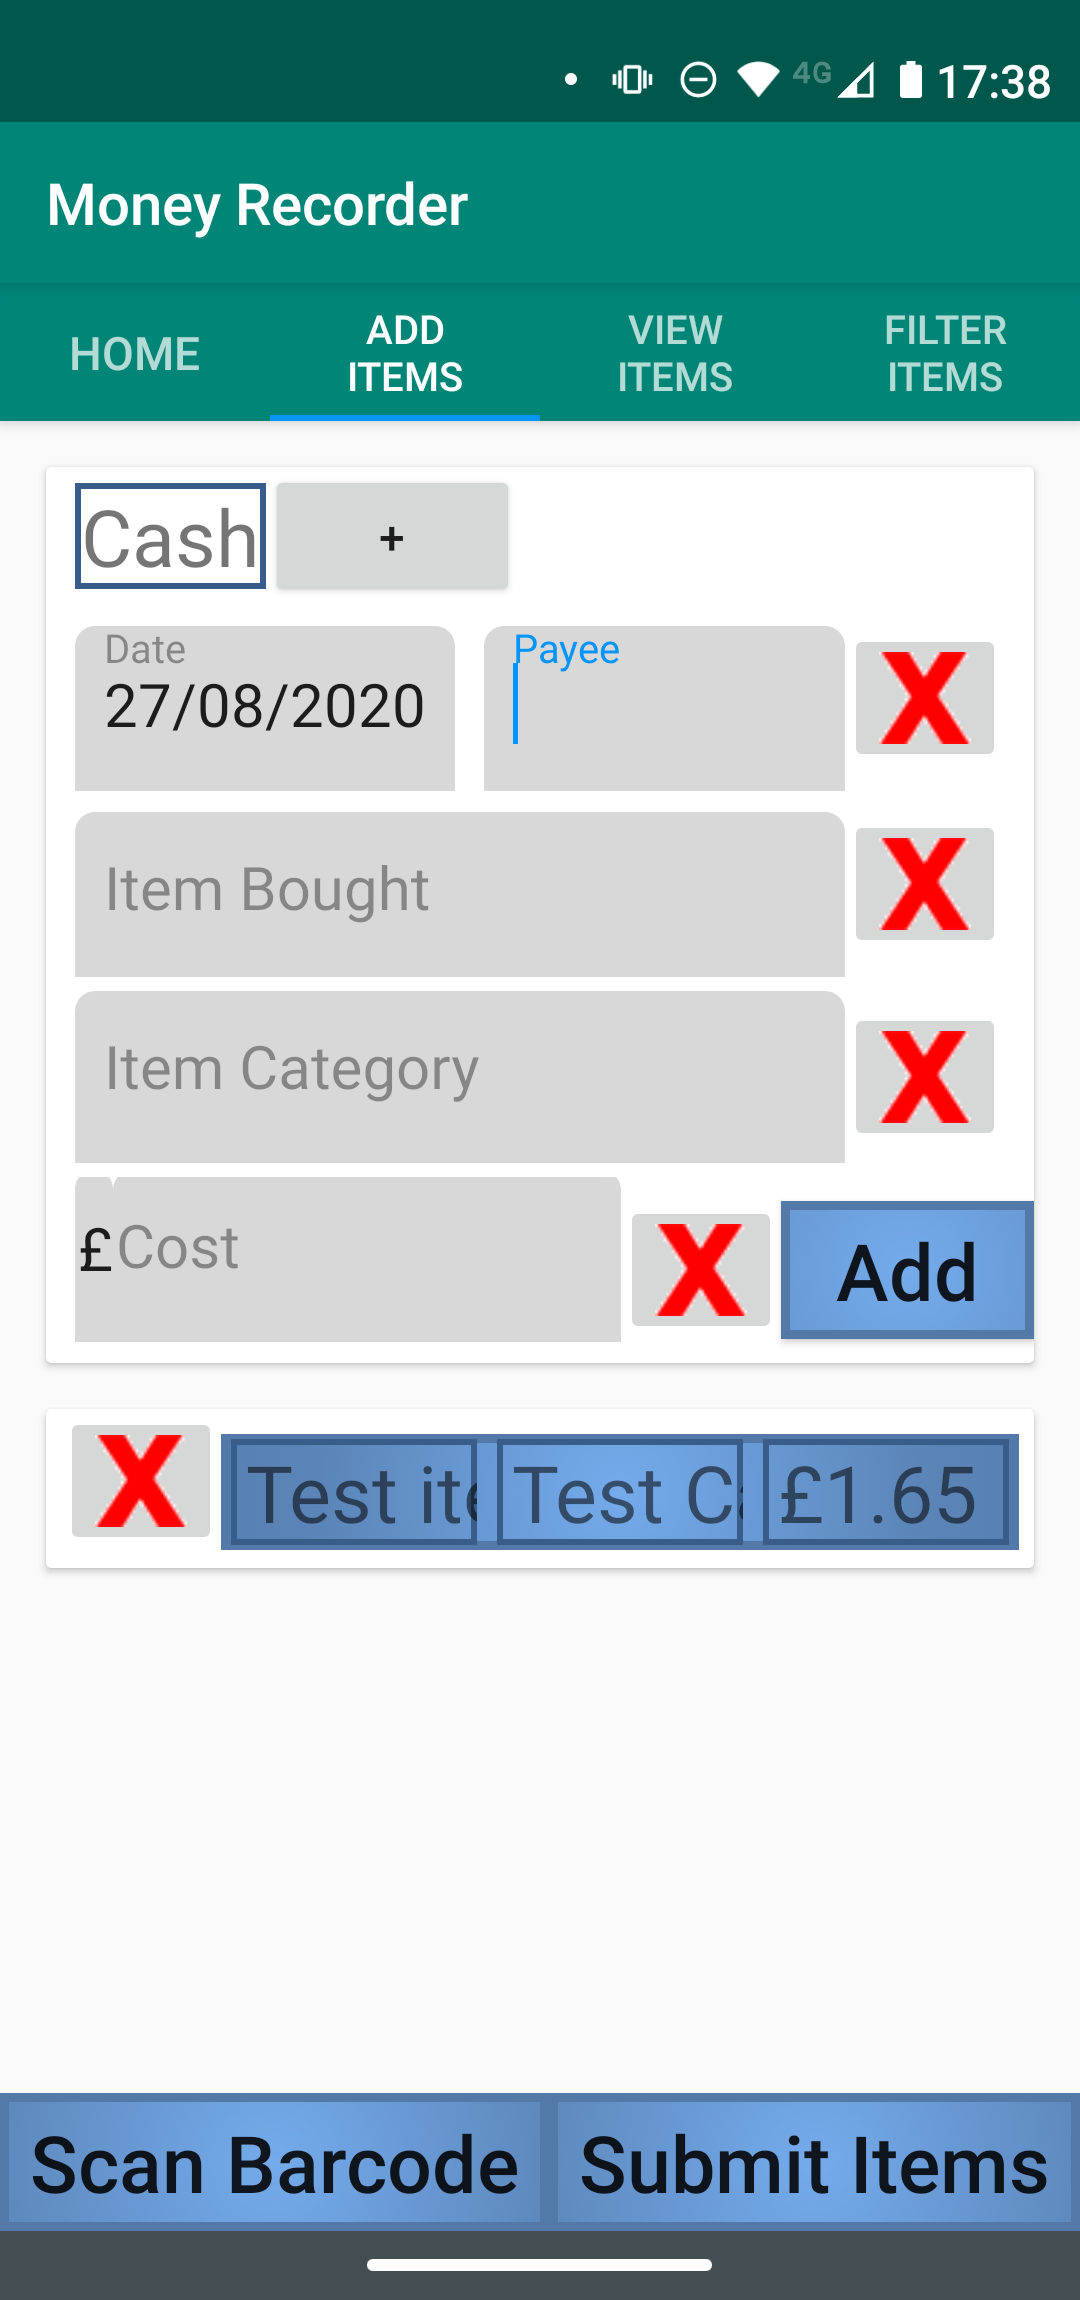 4G 17:38
Money Recorder
HOME
ADD ITEMS
VIEW ITEMS
FILTER ITEMS
Cash +
Date
27/08/2020
Payee
X
Item Bought
X
Item Category
X
£Cost
X
Add
X Test ite Test Ca £1.65
Scan Barcode
Submit Items